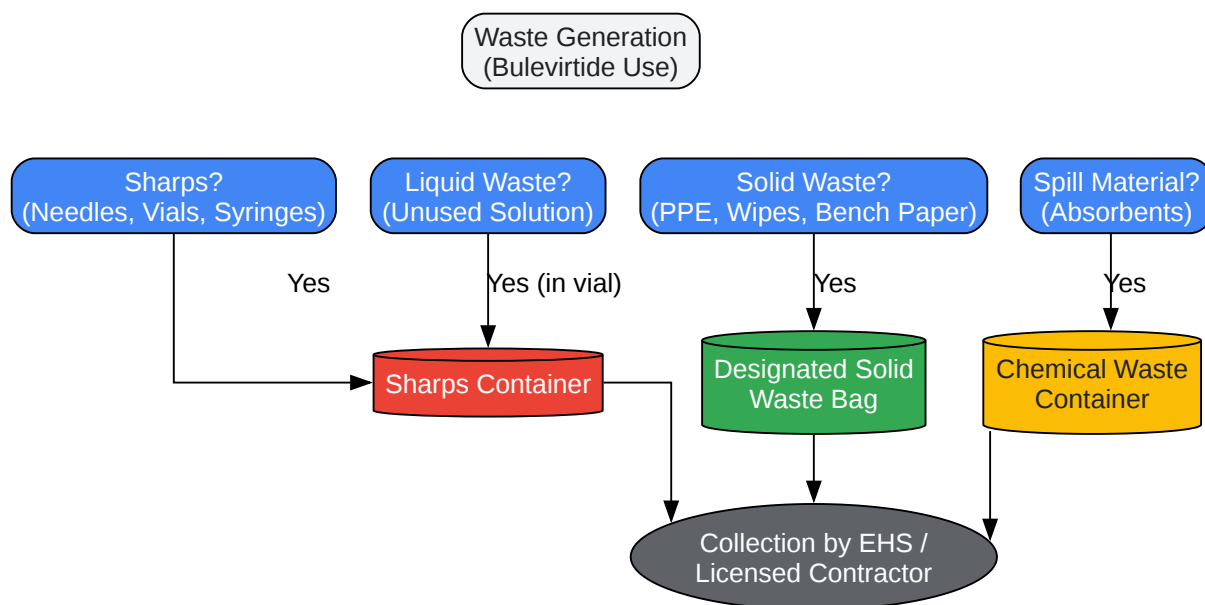 Waste Generation
(Bulevirtide Use)
Sharps?
(Needles, Vials, Syringes)
Liquid Waste?
(Unused Solution)
Solid Waste?
(PPE, Wipes, Bench Paper)
Spill Material?
(Absorbents)
Yes
Yes (in vial)
Yes
Yes
Sharps Container
Designated Solid
Waste Bag
Chemical Waste
Container
Collection by EHS /
Licensed Contractor